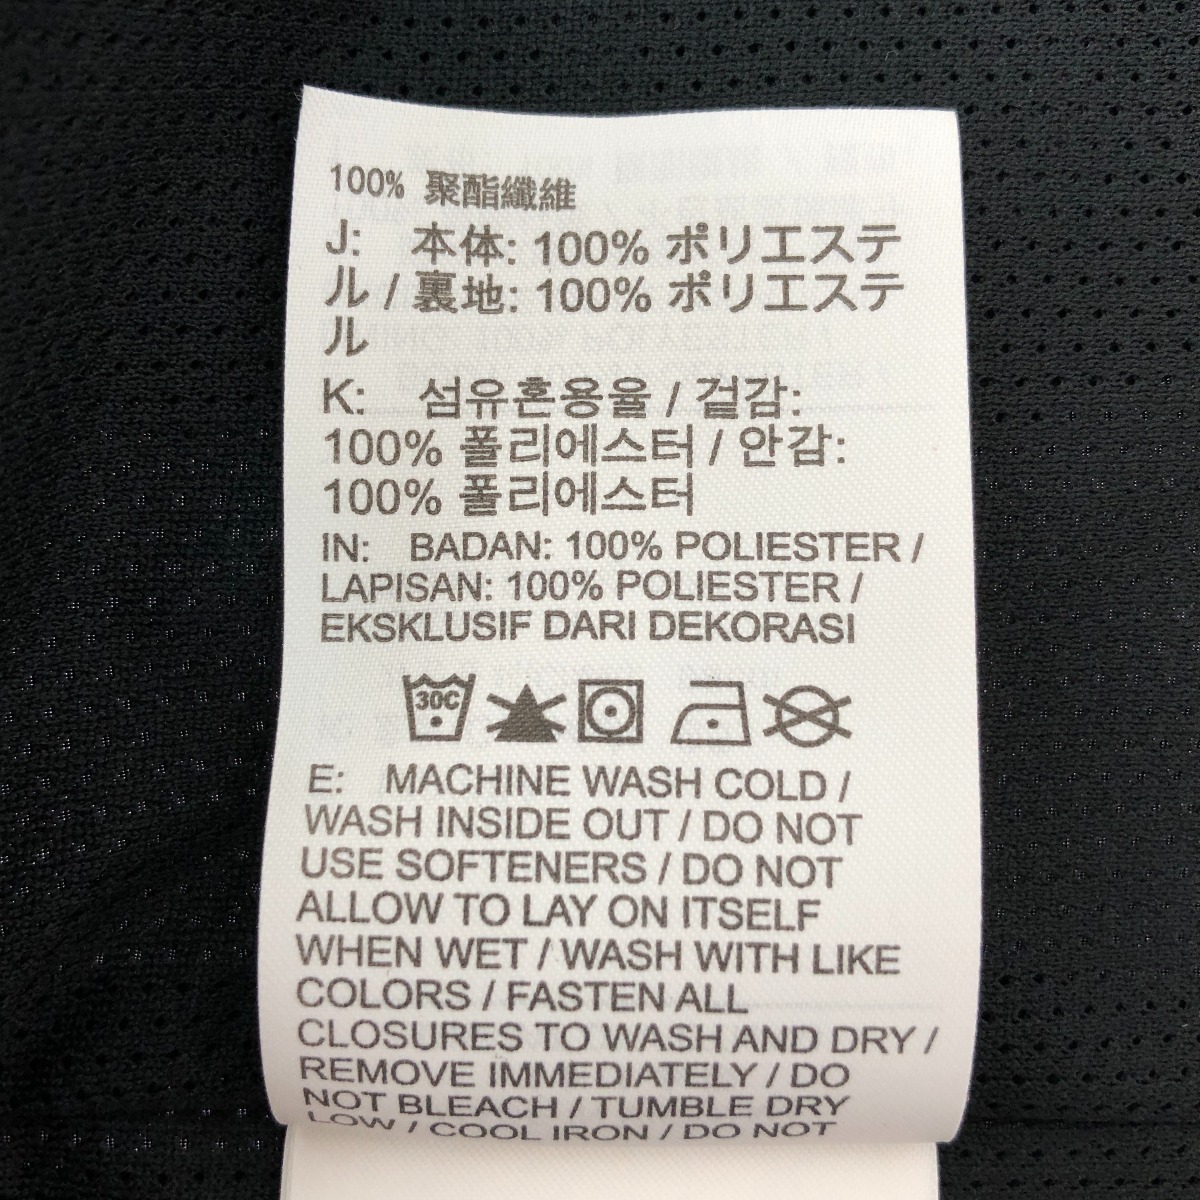 100% 聚酯纖維
J: 本体: 100% ポリエステ
ル / 裏地: 100% ポリエステ
ル
K: 섬유혼용율 / 겉감:
100% 폴리에스터 / 안감:
100% 폴리에스터
IN: BADAN: 100% POLIESTER /
LAPISAN: 100% POLIESTER /
EKSKLUSIF DARI DEKORASI
30C
E: MACHINE WASH COLD /
WASH INSIDE OUT / DO NOT
USE SOFTENERS / DO NOT
ALLOW TO LAY ON ITSELF
WHEN WET / WASH WITH LIKE
COLORS / FASTEN ALL
CLOSURES TO WASH AND DRY /
REMOVE IMMEDIATELY / DO
NOT BLEACH / TUMBLE DRY
LOW / COOL IRON / DO NOT